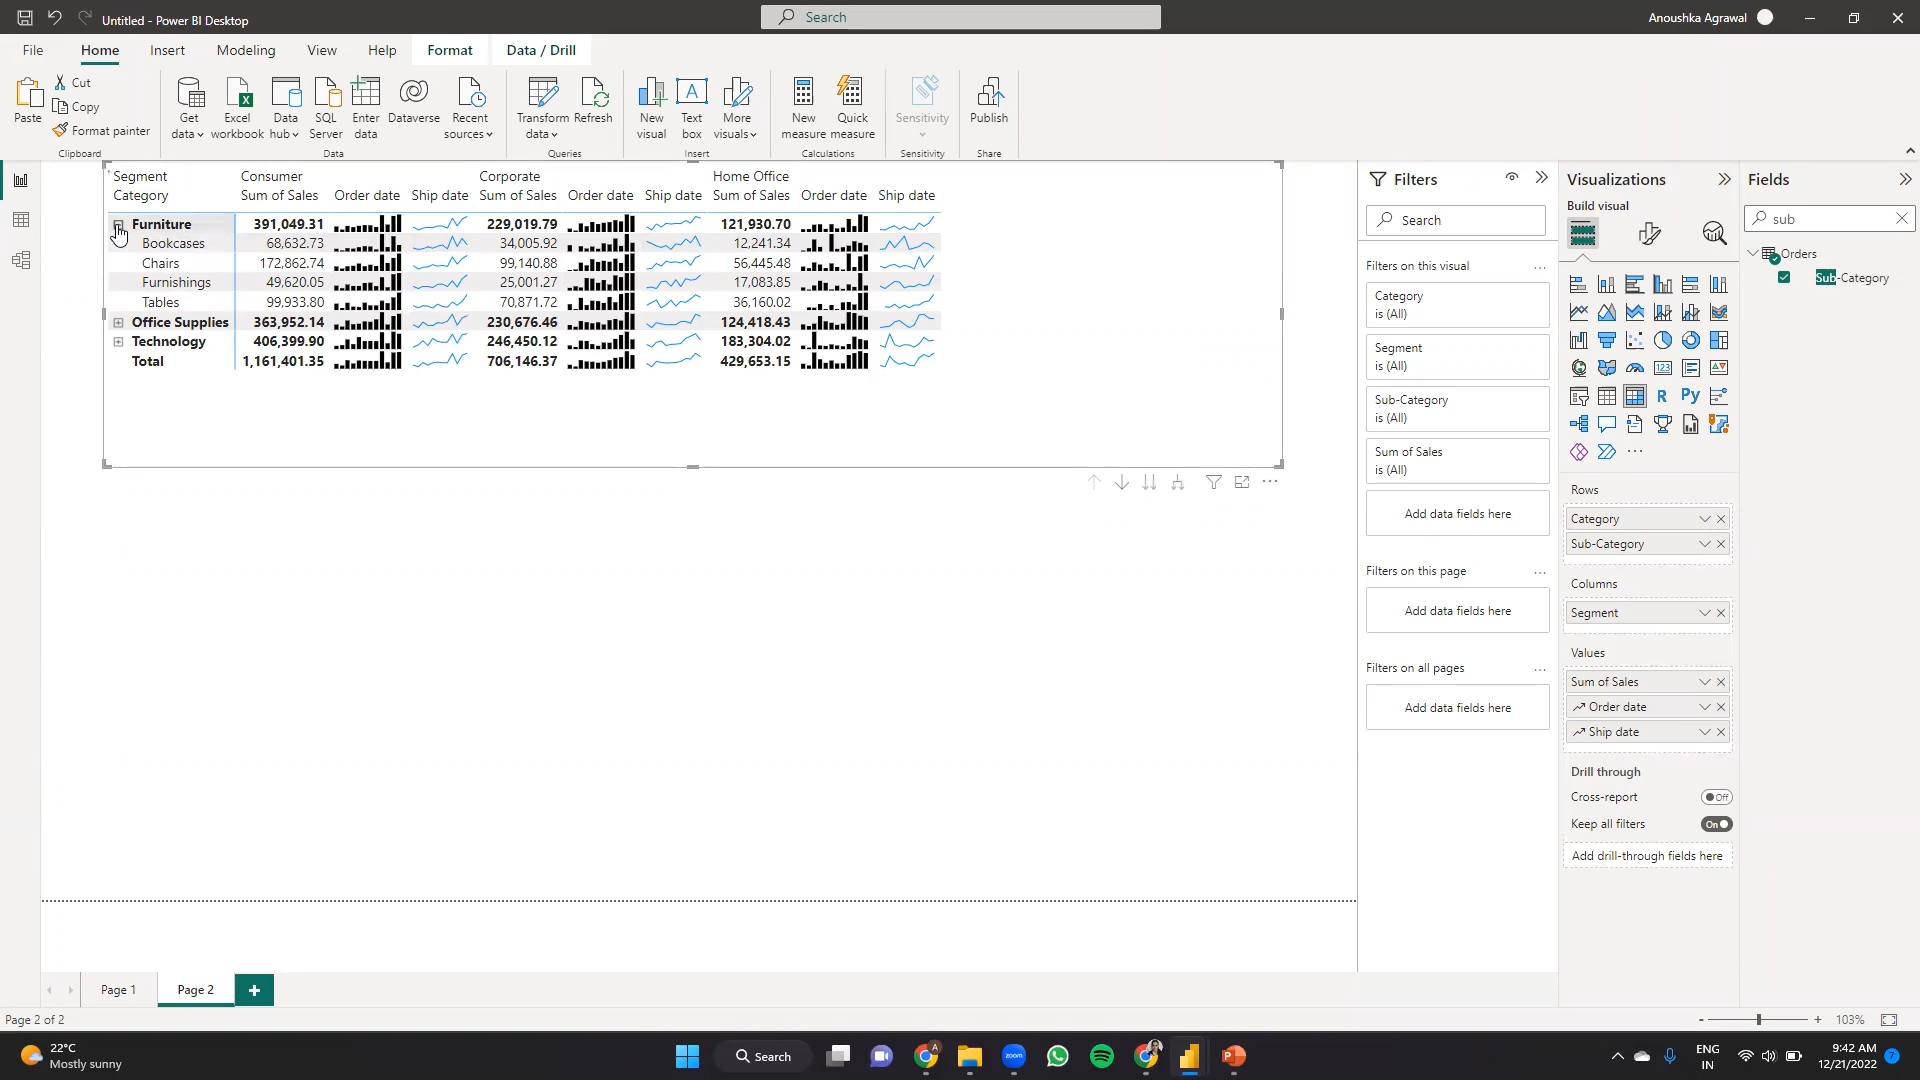 Untitled - Power BI Desktop
Search
Anoushka Agrawal
File Home Insert Modeling View Help Format Data / Drill
Paste
Cut
Copy
Format painter
Clipboard
Get data
Excel workbook
Data hub
SQL Server
Enter data
Dataverse
Recent sources
Data
Transform data
Refresh
Queries
New visual
Text box
More visuals
Insert
New measure
Quick measure
Calculations
Sensitivity
Sensitivity
Publish
Share
Segment Consumer Corporate Home Office
Category Sum of Sales Order date Ship date Sum of Sales Order date Ship date Sum of Sales Order date Ship date
Furniture 391,049.31 229,019.79 121,930.70
Bookcases 68,632.73 34,005.92 12,241.34
Chairs 172,862.74 99,140.88 56,445.48
Furnishings 49,620.05 25,001.27 17,083.85
Tables 99,933.80 70,871.72 36,160.02
Office Supplies 363,952.14 230,676.46 124,418.43
Technology 406,399.90 246,450.12 183,304.02
Total 1,161,401.35 706,146.37 429,653.15
Filters
Search
Filters on this visual
Category
is (All)
Segment
is (All)
Sub-Category
is (All)
Sum of Sales
is (All)
Add data fields here
Filters on this page
Add data fields here
Filters on all pages
Add data fields here
Visualizations
Build visual
123
R
Py
Rows
Category
Sub-Category
Columns
Segment
Values
Sum of Sales
Order date
Ship date
Drill through
Cross-report Off
Keep all filters On
Add drill-through fields here
Fields
sub
Orders
Sub-Category
Page 1 Page 2
Page 2 of 2
103%
22°C
Mostly sunny
Search
zoom
A
ENG
IN
9:42 AM
12/21/2022
7